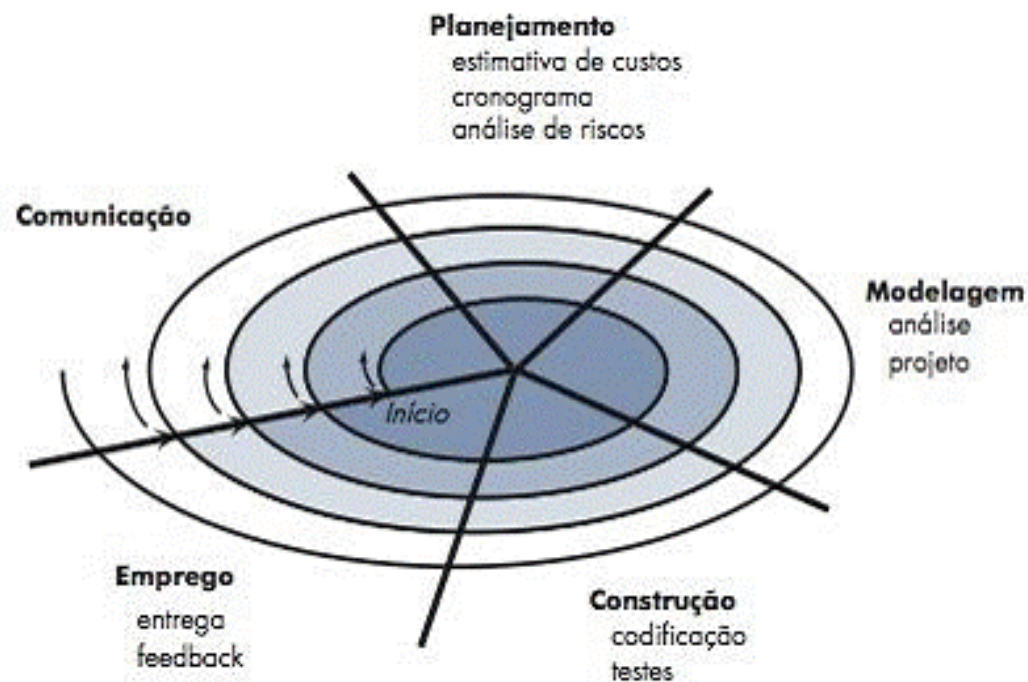 Planejamento
estimativa de custos
cronograma
análise de riscos
Comunicação
Modelagem
análise
projeto
Início
Emprego
entrega
feedback
Construção
codificação
testes